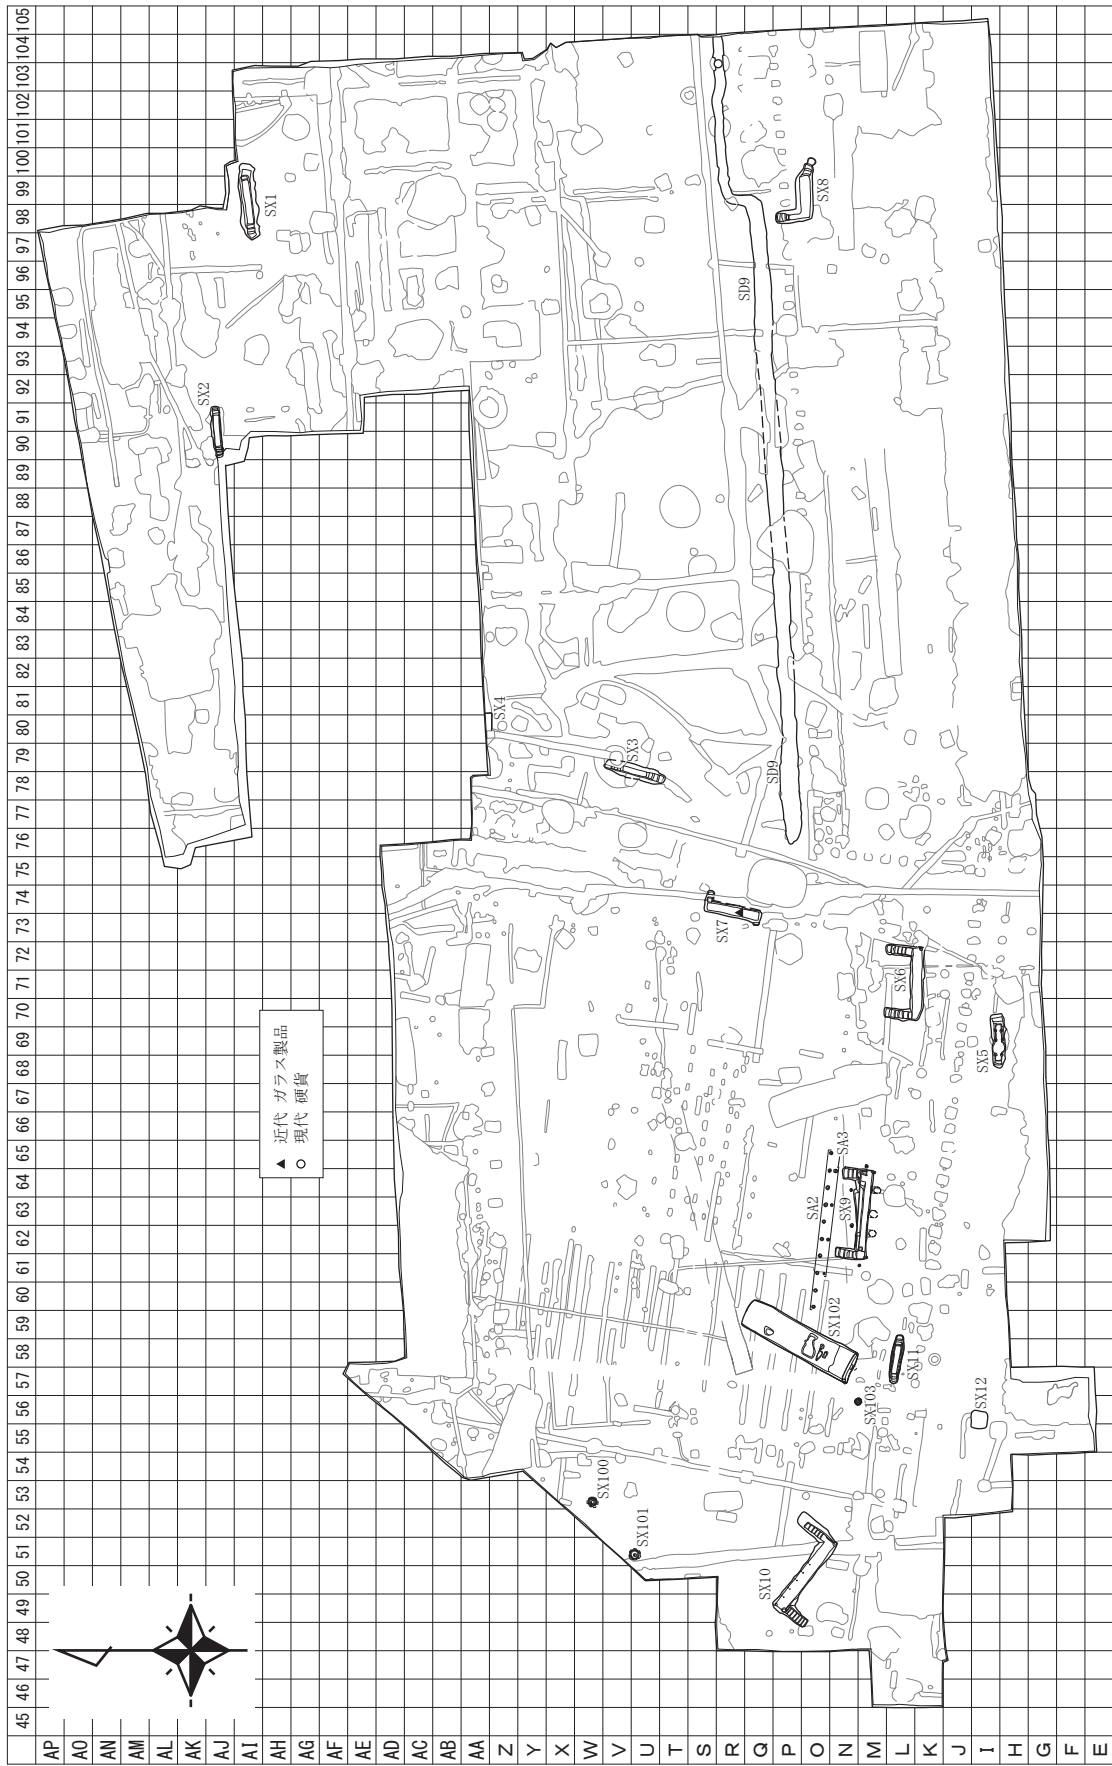 45 46 47 48 49 50 51 52 53 54 55 56 57 58 59 60 61 62 63 64 65 66 67 68 69 70 71 72 73 74 75 76 77 78 79 80 81 82 83 84 85 86 87 88 89 90 91 92 93 94 95 96 97 98 99 100 101 102 103 104 105
AP
AO
AN
AM
AL
AK
AJ
AI
AH
AG
AF
AE
AD
AC
AB
AA
Z
Y
X
W
V
U
T
S
R
Q
P
O
N
M
L
K
J
I
H
G
F
E
▲ 近代 ガラス製品
○ 現代 硬貨
SX2
SX1
SX4
SX3
SX100
SX101
SX7
SD9
SD9
SX10
SX8
SA2
SX102
SX9
SA3
SX103
SX6
SX11
SX12
SX5